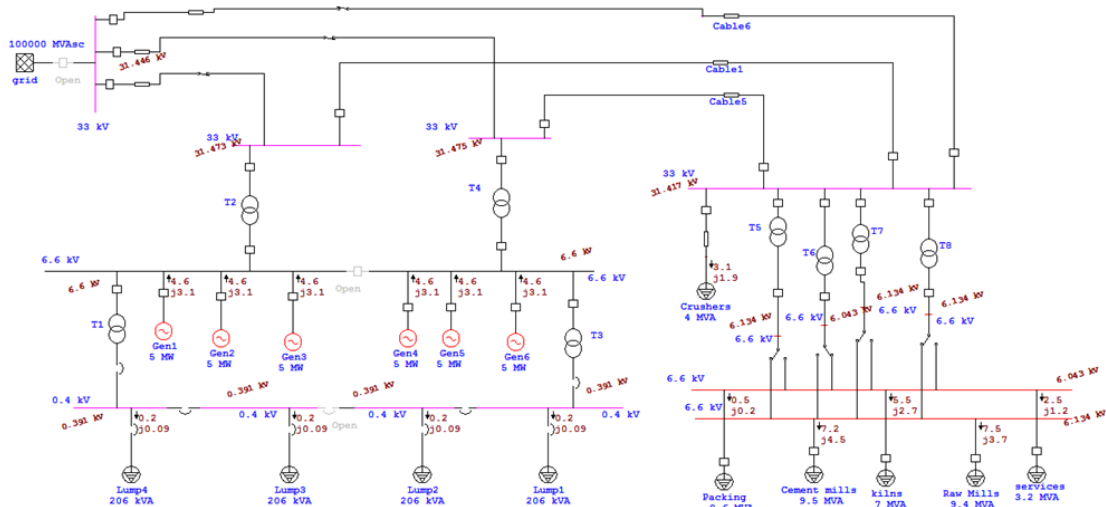 Cable6
100000 MVAsc
31.446 kV
grid
Open
Cable1
Cable5
33 kV
33 kV
33 kV
31.473 kV
31.475 kV
33 kV
31.417 kV
T2
T4
T5
T6
T7
T8
6.6 kV
6.6 kV
6.6 kV
6.6 kV
Open
3.1
j1.9
Crushers
4 MVA
T1
4.6
j3.1
4.6
j3.1
4.6
j3.1
4.6
j3.1
4.6
j3.1
4.6
j3.1
T3
Gen1
5 MW
Gen2
5 MW
Gen3
5 MW
Gen4
5 MW
Gen5
5 MW
Gen6
5 MW
6.134 kV
6.6 kV
6.043 kV
6.6 kV
6.134 kV
6.6 kV
6.134 kV
6.6 kV
0.391 kV
0.391 kV
0.4 kV
0.391 kV
0.4 kV
0.4 kV
0.4 kV
Open
0.2
j0.09
0.2
j0.09
0.2
j0.09
0.2
j0.09
6.6 kV
6.043 kV
6.6 kV
6.134 kV
0.5
j0.2
5.5
j2.7
2.5
j1.2
7.2
j4.5
7.5
j3.7
Lump4
206 kVA
Lump3
206 kVA
Lump2
206 kVA
Lump1
206 kVA
Packing
Cement mills
9.5 MVA
kilns
7 MVA
Raw Mills
9.4 MVA
services
3.2 MVA